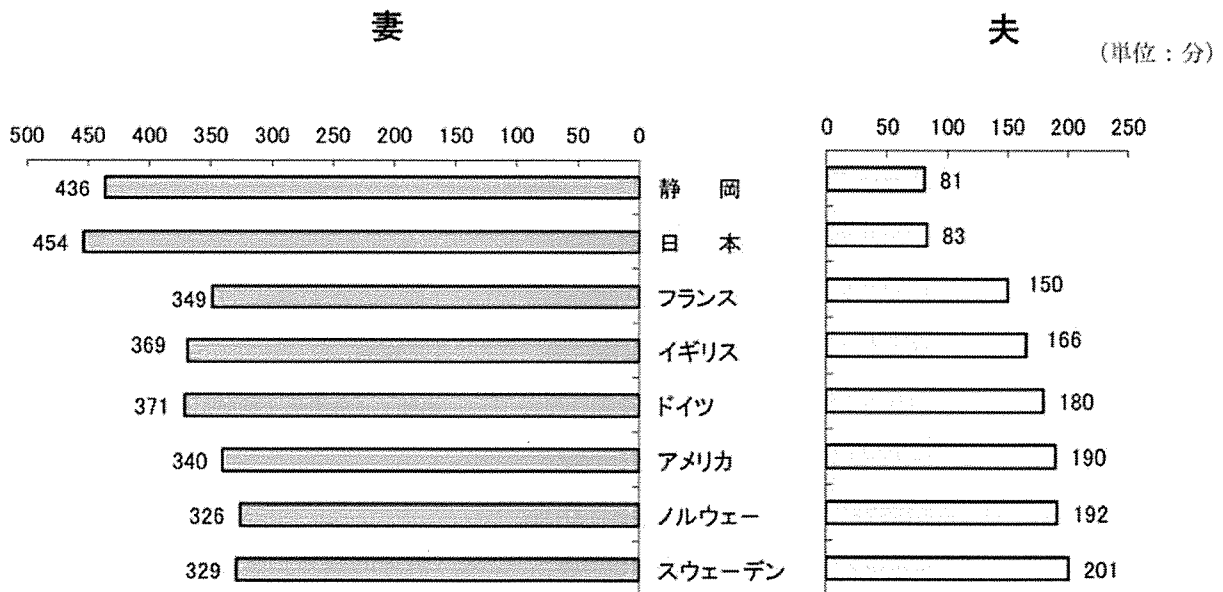 妻 夫
(単位:分)
500 450 400 350 300 250 200 150 100 50 0 0 50 100 150 200 250
436 静 岡 81
454 日 本 83
349 フランス 150
369 イギリス 166
371 ドイツ 180
340 アメリカ 190
326 ノルウェー 192
329 スウェーデン 201